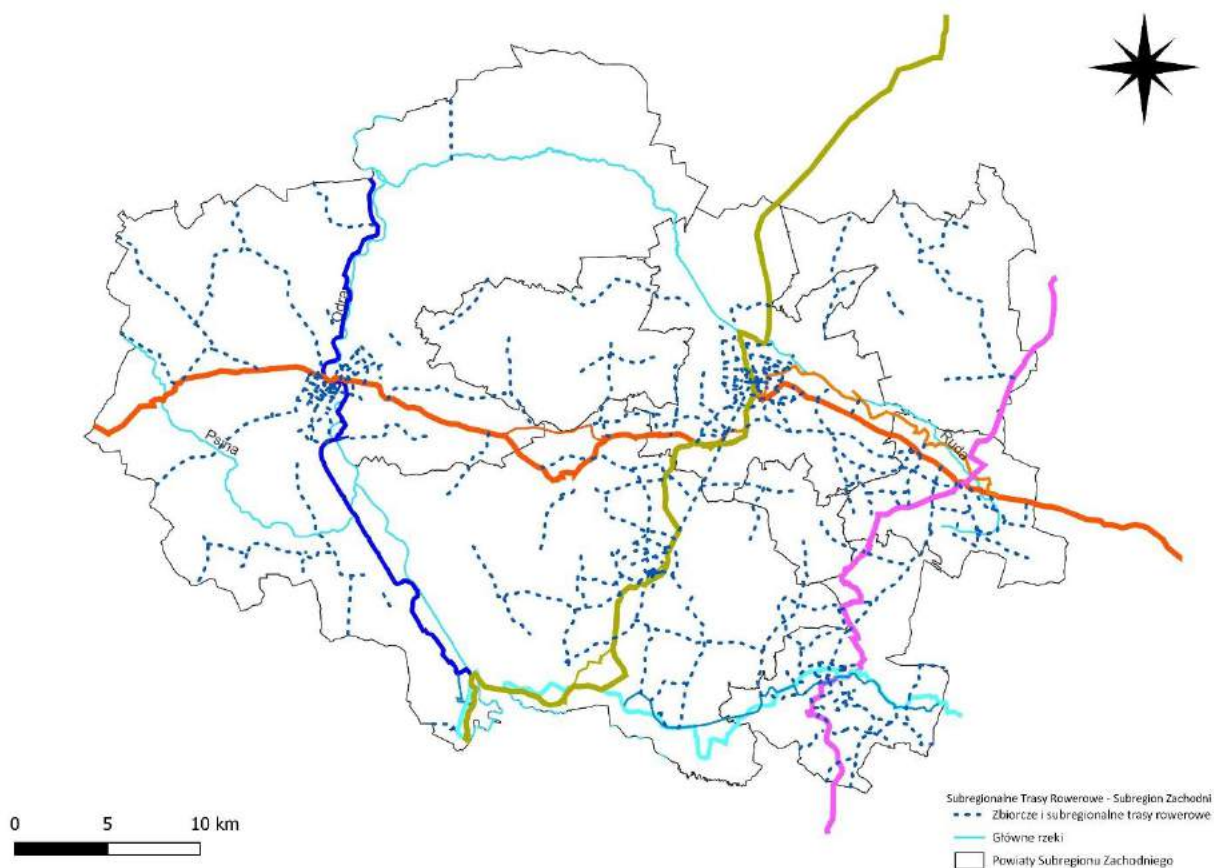 Odra
Psina
Ruda
0 5 10 km
Subregionalne Trasy Rowerowe - Subregion Zachodni
Zbiorcze i subregionalne trasy rowerowe
Główne rzeki
Powiaty Subregionu Zachodniego